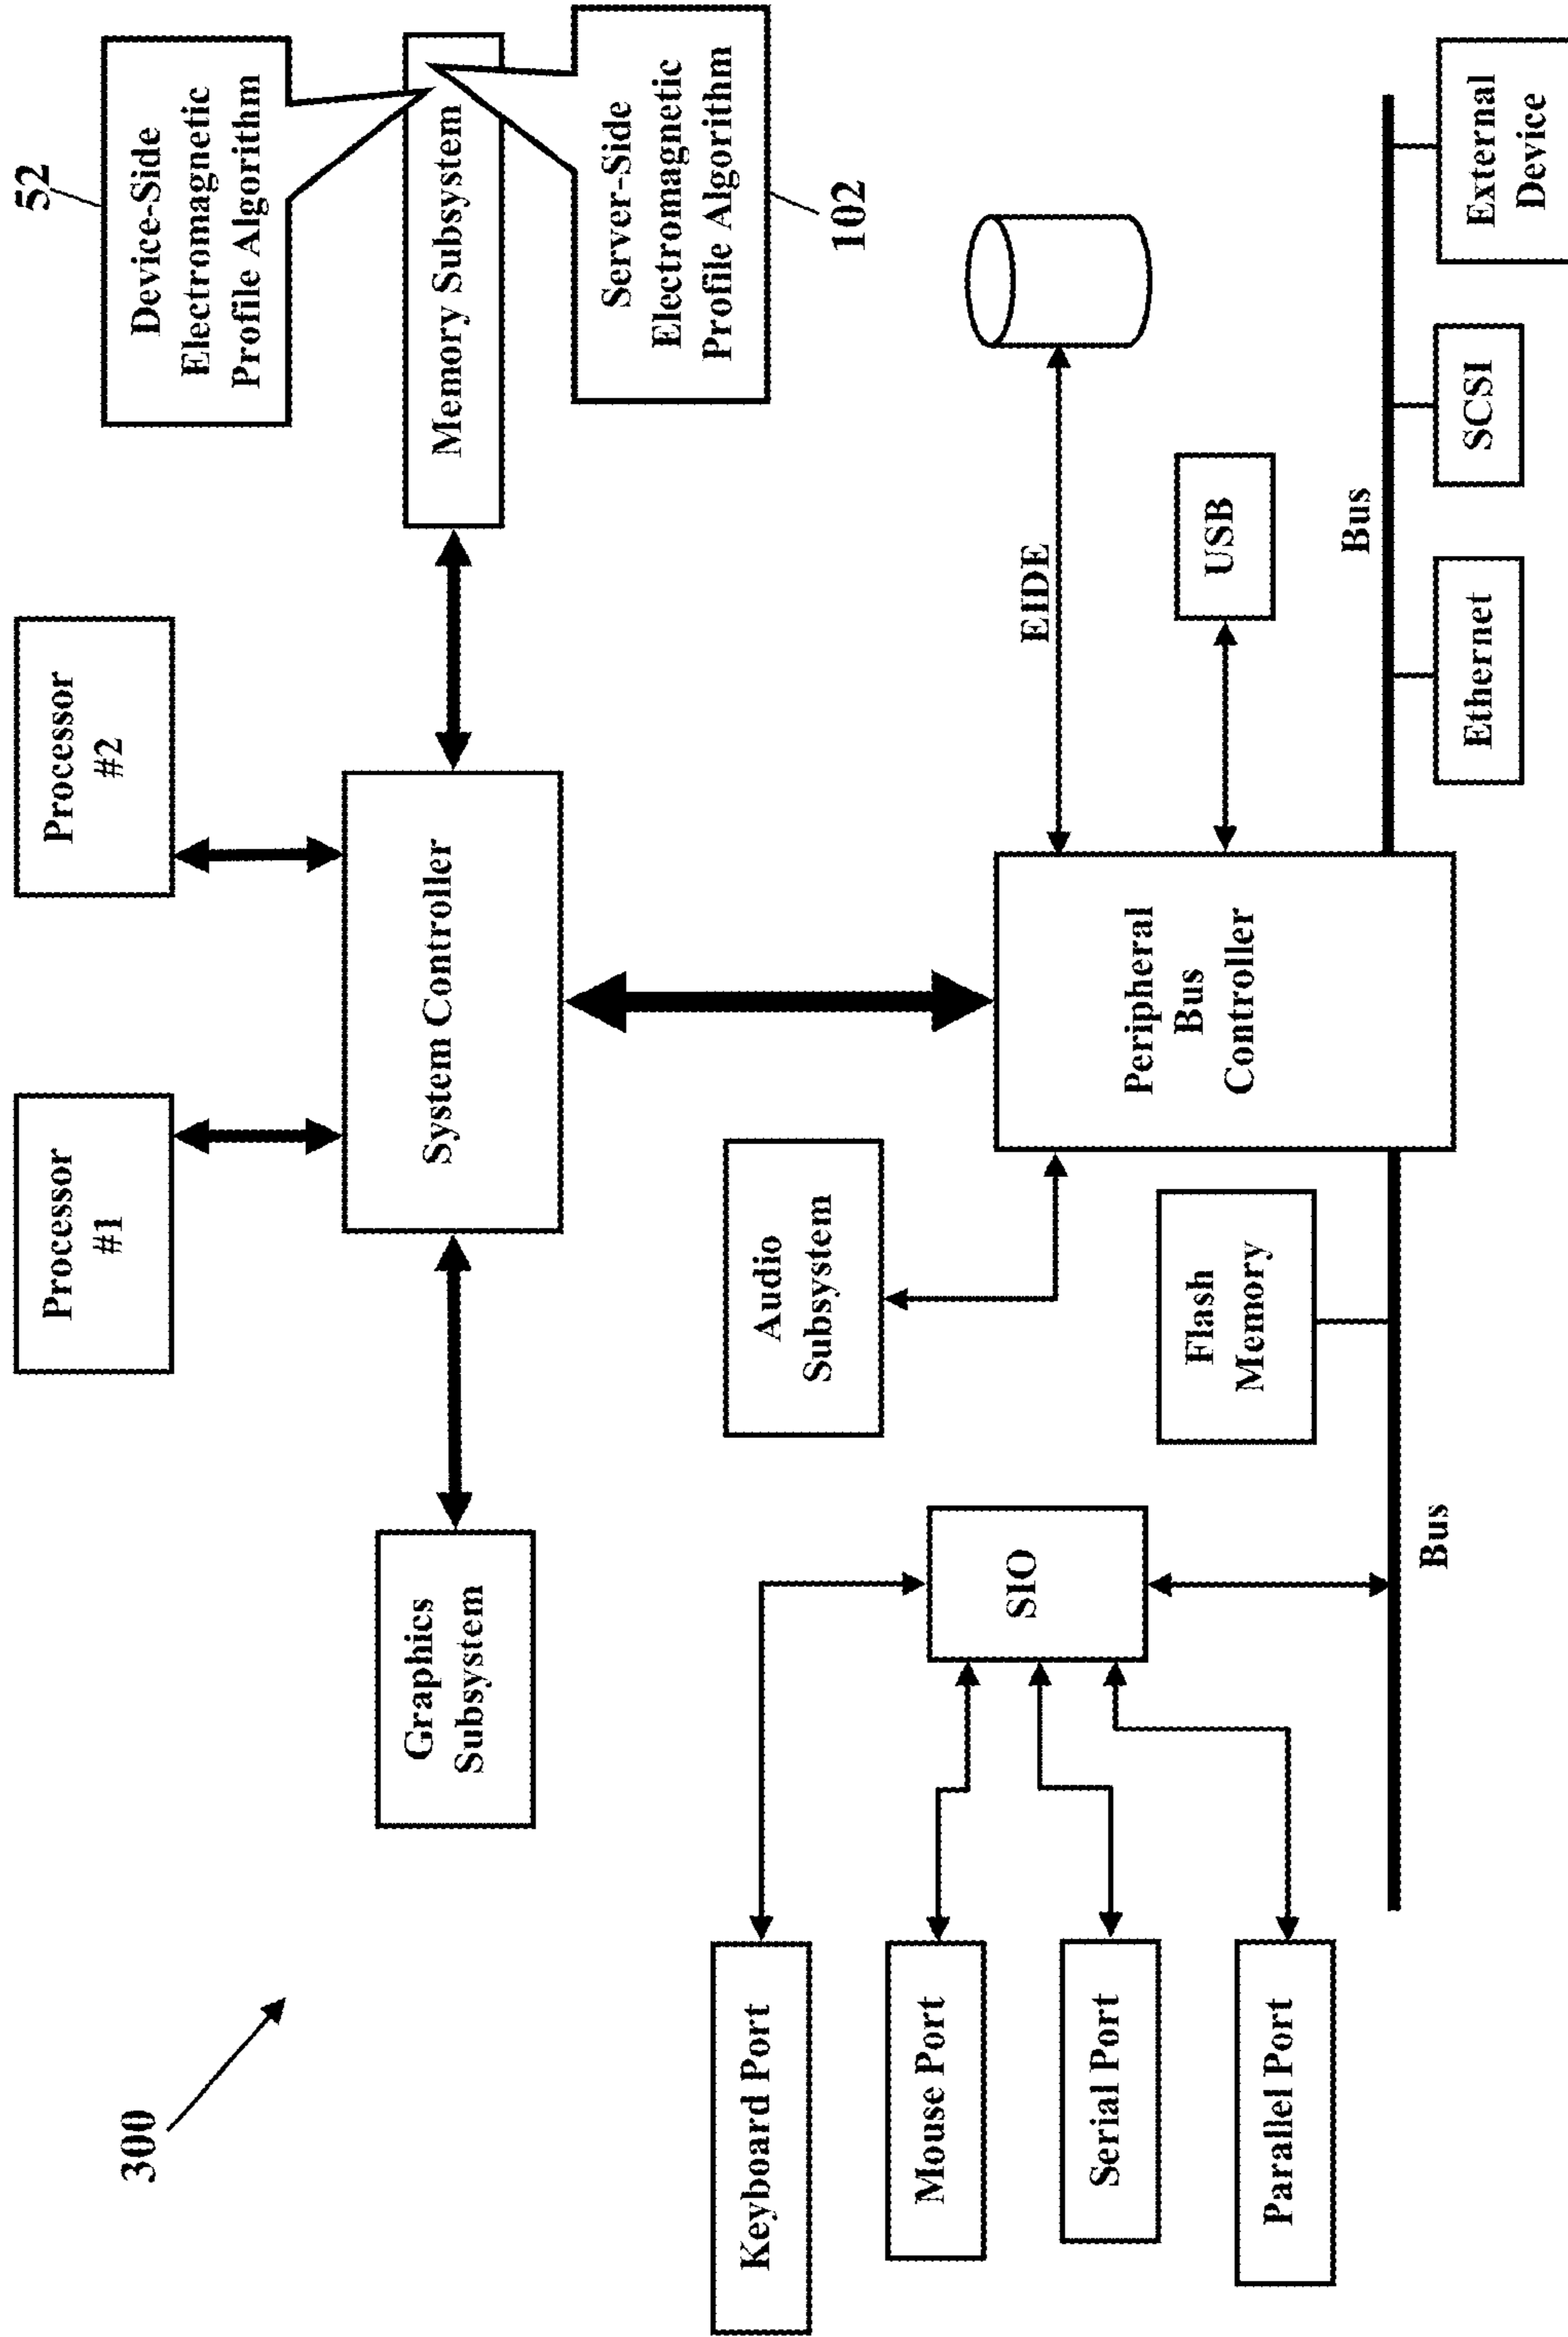 300
Processor
#1
Processor
#2
52
Device-Side
Electromagnetic
Profile Algorithm
Graphics
Subsystem
System Controller
Memory Subsystem
Server-Side
Electromagnetic
Profile Algorithm
102
Keyboard Port
Mouse Port
Serial Port
Parallel Port
SIO
Audio
Subsystem
Flash
Memory
Peripheral
Bus
Controller
EIDE
USB
Bus
Bus
Ethernet
SCSI
External
Device